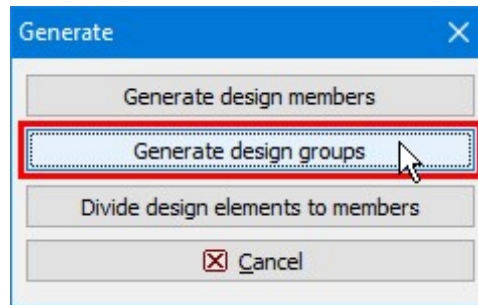 Generate
Generate design members
Generate design groups
Divide design elements to members
Cancel